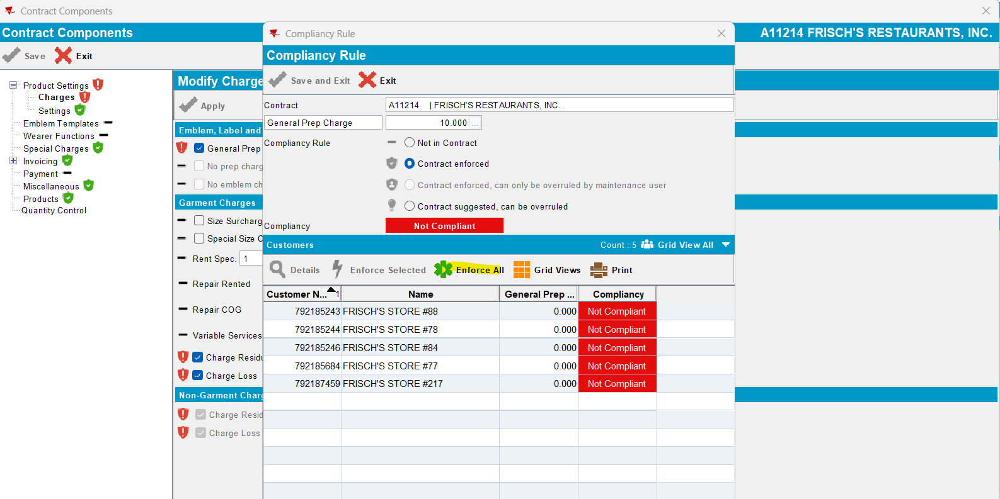 Contract Components
Contract Components
A11214 FRISCH'S RESTAURANTS, INC.
Save
Exit
Product Settings
Charges
Settings
Emblem Templates
Wearer Functions
Special Charges
Invoicing
Payment
Miscellaneous
Products
Quantity Control
Modify Charge
Apply
Emblem, Label and
General Prep
No prep charg
No emblem ch
Garment Charges
Size Surcharg
Special Size C
Rent Spec. 1
Repair Rented
Repair COG
Variable Services
Charge Residu
Charge Loss
Non-Garment Charg
Charge Resid
Charge Loss
Compliancy Rule
Compliancy Rule
Save and Exit
Exit
Contract A11214 | FRISCH'S RESTAURANTS, INC.
General Prep Charge 10.000 ...
Compliancy Rule
Not in Contract
Contract enforced
Contract enforced, can only be overruled by maintenance user
Contract suggested, can be overruled
Compliancy Not Compliant
Customers Count : 5 Grid View All
Details Enforce Selected Enforce All Grid Views Print
Customer N... 1 Name General Prep ... Compliancy
792185243 FRISCH'S STORE #88 0.000 Not Compliant
792185244 FRISCH'S STORE #78 0.000 Not Compliant
792185246 FRISCH'S STORE #84 0.000 Not Compliant
792185684 FRISCH'S STORE #77 0.000 Not Compliant
792187459 FRISCH'S STORE #217 0.000 Not Compliant